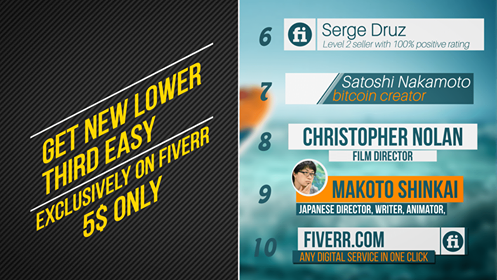 GET NEW LOWER
THIRD EASY
EXCLUSIVELY ON FIVERR
5$ ONLY
6
fi
Serge Druz
Level 2 seller with 100% positive rating
7
Satoshi Nakamoto
bitcoin creator
8
CHRISTOPHER NOLAN
FILM DIRECTOR
9
MAKOTO SHINKAI
JAPANESE DIRECTOR, WRITER, ANIMATOR,
10
FIVERR.COM
ANY DIGITAL SERVICE IN ONE CLICK
fi